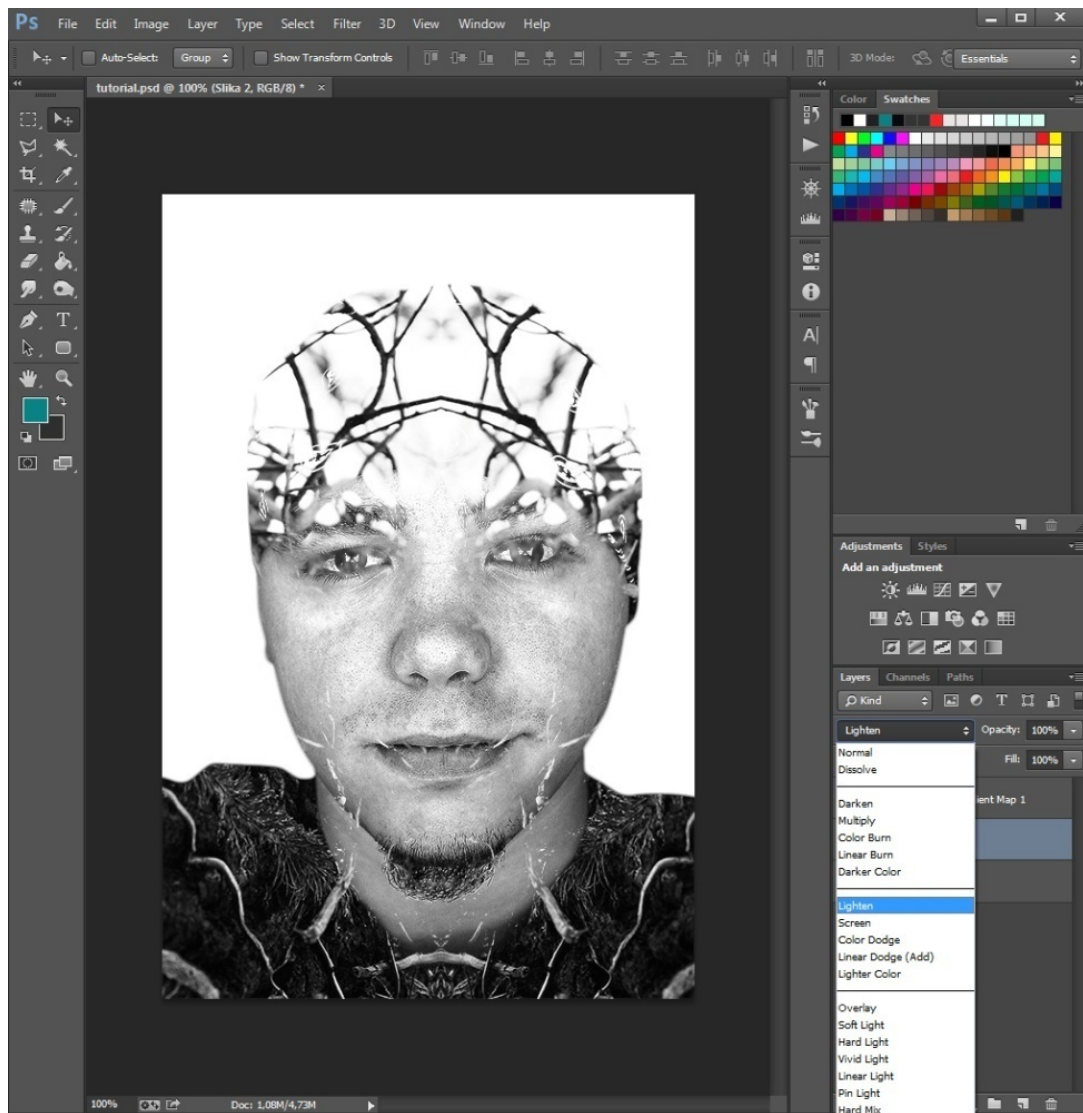 Ps File Edit Image Layer Type Select Filter 3D View Window Help
Auto-Select: Group Show Transform Controls 3D Mode: Essentials
tutorial.psd @ 100% (Slika 2, RGB/8) * ×
Color Swatches
Adjustments Styles
Add an adjustment
Layers Channels Paths
Kind
Lighten Opacity: 100%
Fill: 100%
Normal
Dissolve
Darken
ient Map 1
Multiply
Color Burn
Linear Burn
Darker Color
Lighten
Screen
Color Dodge
Linear Dodge (Add)
Lighter Color
Overlay
Soft Light
Hard Light
Vivid Light
Linear Light
Pin Light
Hard Mix
100% Doc: 1,08M/4,73M